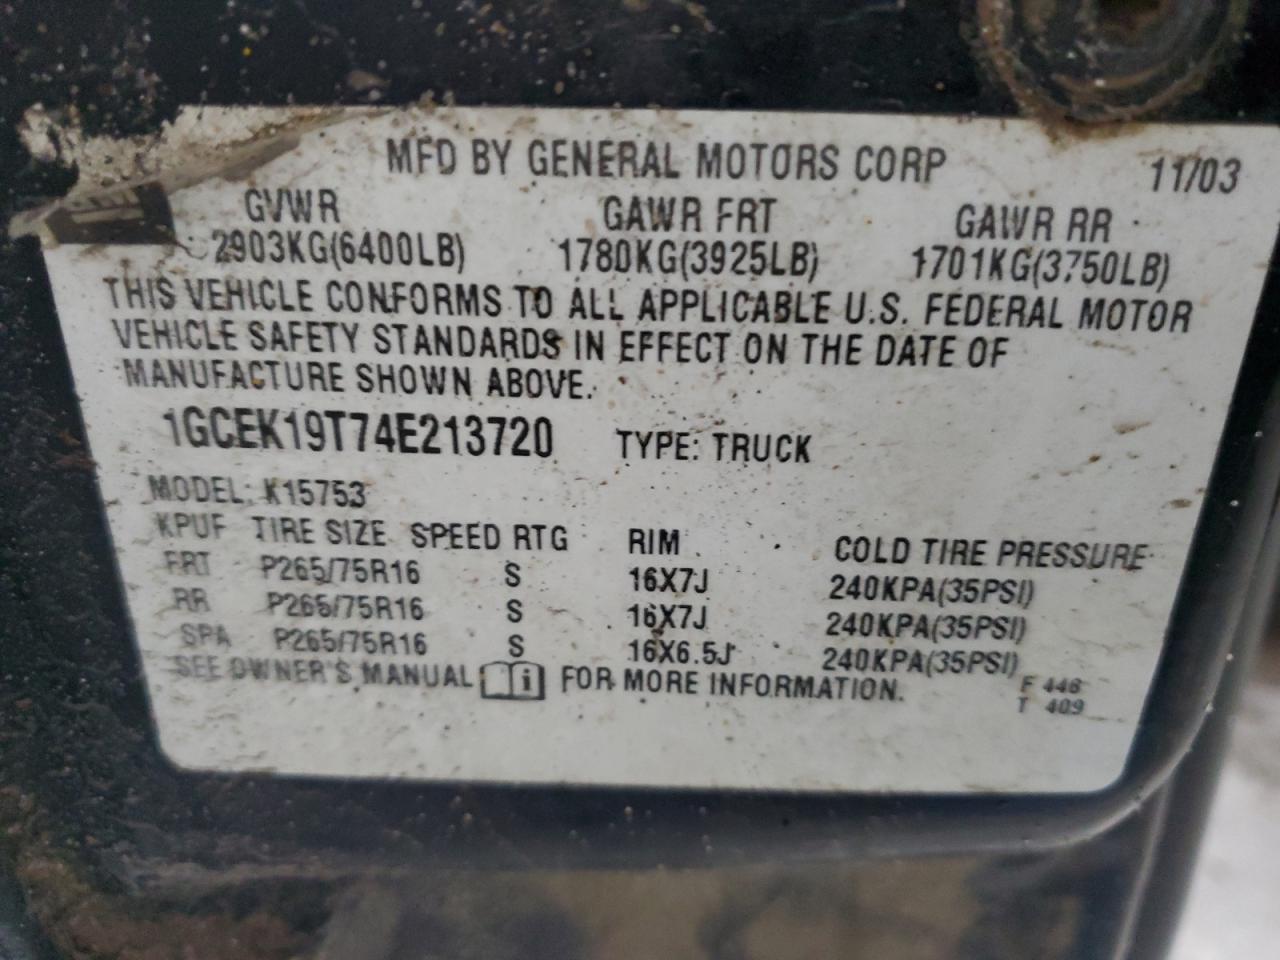 MFD BY GENERAL MOTORS CORP 11/03
GVWR GAWR FRT GAWR RR
2903KG(6400LB) 1780KG(3925LB) 1701KG(3750LB)
THIS VEHICLE CONFORMS TO ALL APPLICABLE U.S. FEDERAL MOTOR
VEHICLE SAFETY STANDARDS IN EFFECT ON THE DATE OF
MANUFACTURE SHOWN ABOVE.
1GCEK19T74E213720 TYPE: TRUCK
MODEL: K15753
KPUF TIRE SIZE SPEED RTG RIM COLD TIRE PRESSURE
FRT P265/75R16 S 16X7J 240KPA(35PSI)
RR P265/75R16 S 16X7J 240KPA(35PSI)
SPA P265/75R16 S 16X6.5J 240KPA(35PSI)
SEE OWNER'S MANUAL i FOR MORE INFORMATION.
F 446
T 409